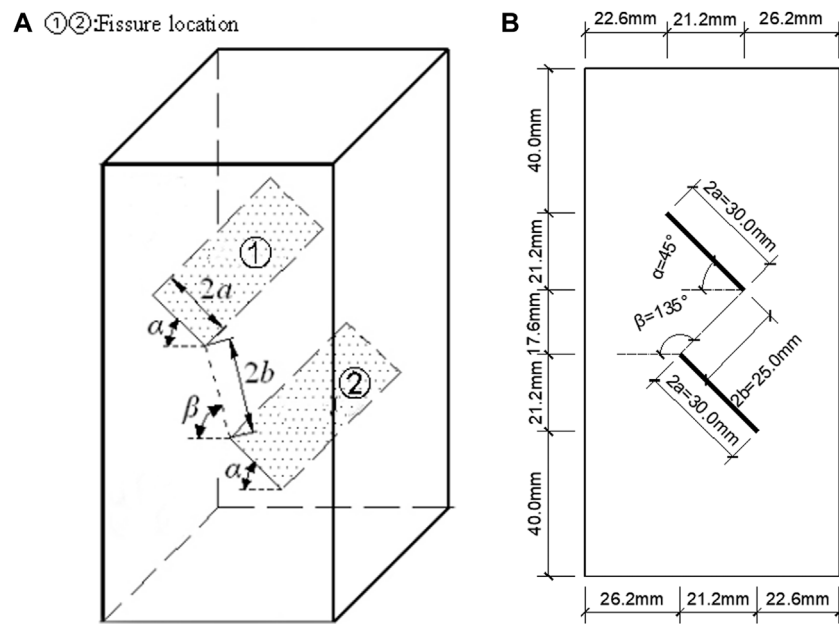 A ①②:Fissure location
①
2a
α
2b
②
β
α
B
22.6mm 21.2mm 26.2mm
40.0mm
21.2mm
17.6mm
21.2mm
40.0mm
2a=30.0mm
α=45°
β=135°
2b=25.0mm
2a=30.0mm
26.2mm 21.2mm 22.6mm